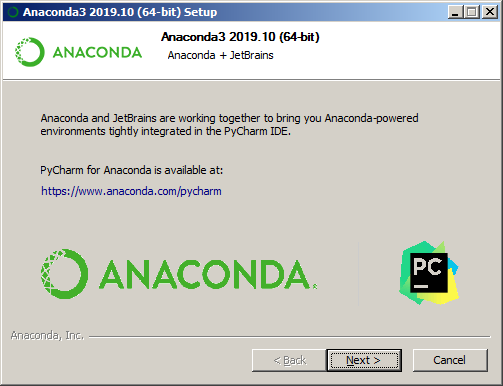 Anaconda3 2019.10 (64-bit) Setup
Anaconda3 2019.10 (64-bit)
Anaconda + JetBrains
ANACONDA
Anaconda and JetBrains are working together to bring you Anaconda-powered
environments tightly integrated in the PyCharm IDE.
PyCharm for Anaconda is available at:
https://www.anaconda.com/pycharm
ANACONDA®
PC
Anaconda, Inc.
< Back
Next >
Cancel